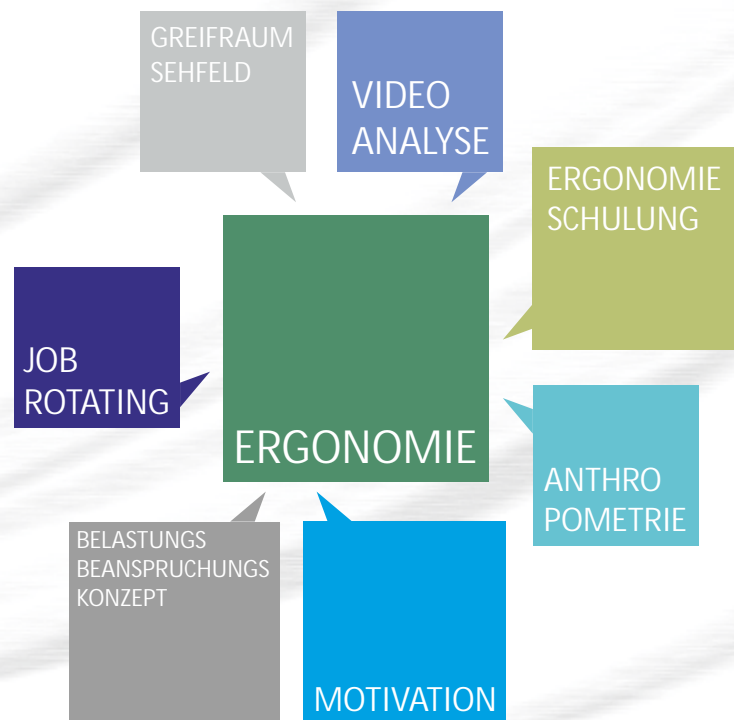 GREIFRAUM
SEHFELD
VIDEO
ANALYSE
ERGONOMIE
SCHULUNG
JOB
ROTATING
ERGONOMIE
ANTHRO
POMETRIE
BELASTUNGS
BEANSPRUCHUNGS
KONZEPT
MOTIVATION